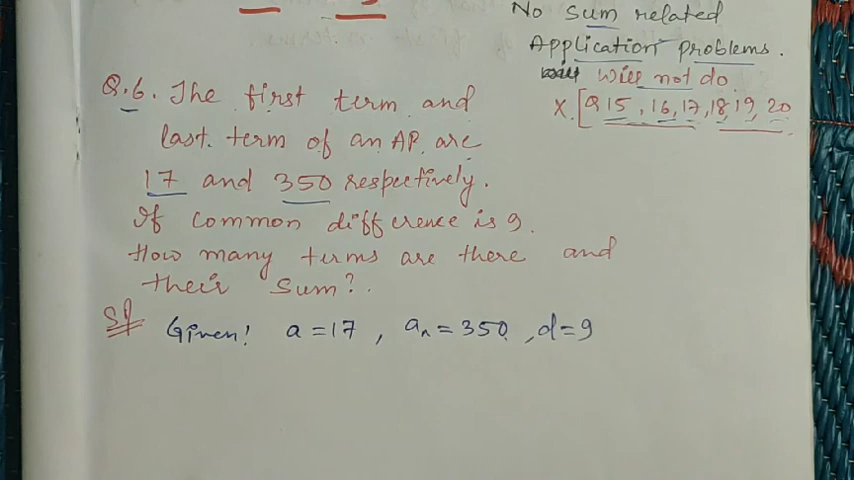 No sum related
Application problems.
will not do
X. [Q 15, 16, 17, 18, 19, 20
Q.6. The first term and
last term of an AP are
17 and 350 respectively.
If common difference is 9.
How many terms are there and
their sum?
Given! a = 17, aₙ = 350, d = 9